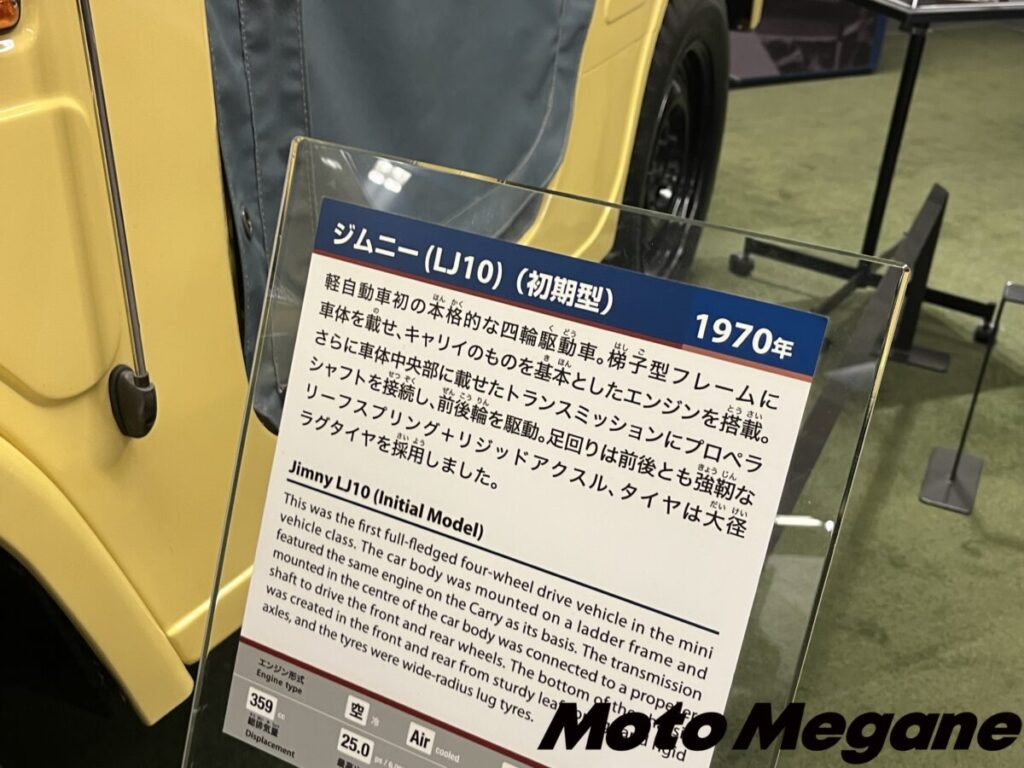 ジムニー(LJ10)(初期型) 1970年
軽自動車初の本格的な四輪駆動車。梯子型フレームに
車体を載せ、キャリイのものを基本としたエンジンを搭載。
さらに車体中央部に載せたトランスミッションにプロペラ
シャフトを接続し、前後輪を駆動。足回りは前後とも強靭な
リーフスプリング+リジッドアクスル、タイヤは大径
ラグタイヤを採用しました。
Jimny LJ10 (Initial Model)
This was the first full-fledged four-wheel drive vehicle in the mini
vehicle class. The car body was mounted on a ladder frame and
featured the same engine on the Carry as its basis. The transmission
mounted in the centre of the car body was connected to a propeller
shaft to drive the front and rear wheels. The bottom of the
was created in the front and rear from sturdy leaf rigid
axles, and the tyres were wide-radius lug tyres.
エンジン形式
Engine type
空冷
Air cooled
359 cc
総排気量
Displacement
25.0
Moto Megane